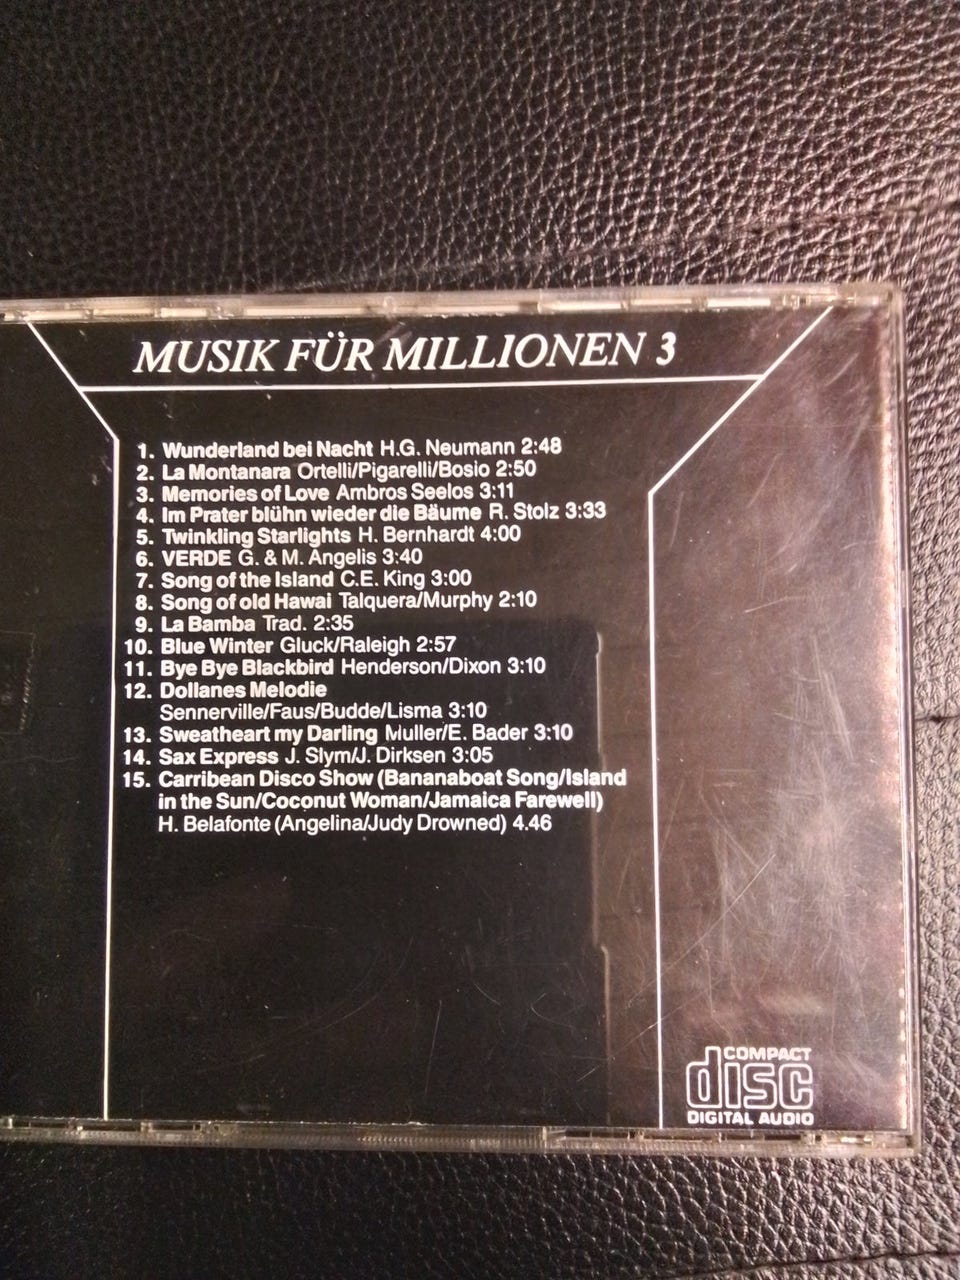 MUSIK FÜR MILLIONEN 3
1. Wunderland bei Nacht H.G. Neumann 2:48
2. La Montanara Ortelli/Pigarelli/Bosio 2:50
3. Memories of Love Ambros Seelos 3:11
4. Im Prater blühn wieder die Bäume R. Stolz 3:33
5. Twinkling Starlights H. Bernhardt 4:00
6. VERDE G. & M. Angelis 3:40
7. Song of the Island C.E. King 3:00
8. Song of old Hawai Talquera/Murphy 2:10
9. La Bamba Trad. 2:35
10. Blue Winter Gluck/Raleigh 2:57
11. Bye Bye Blackbird Henderson/Dixon 3:10
12. Dollanes Melodie
Sennerville/Faus/Budde/Lisma 3:10
13. Sweatheart my Darling Muller/E. Bader 3:10
14. Sax Express J. Slym/J. Dirksen 3:05
15. Carribean Disco Show (Bananaboat Song/Island
in the Sun/Coconut Woman/Jamaica Farewell)
H. Belafonte (Angelina/Judy Drowned) 4.46
COMPACT
disc
DIGITAL AUDIO